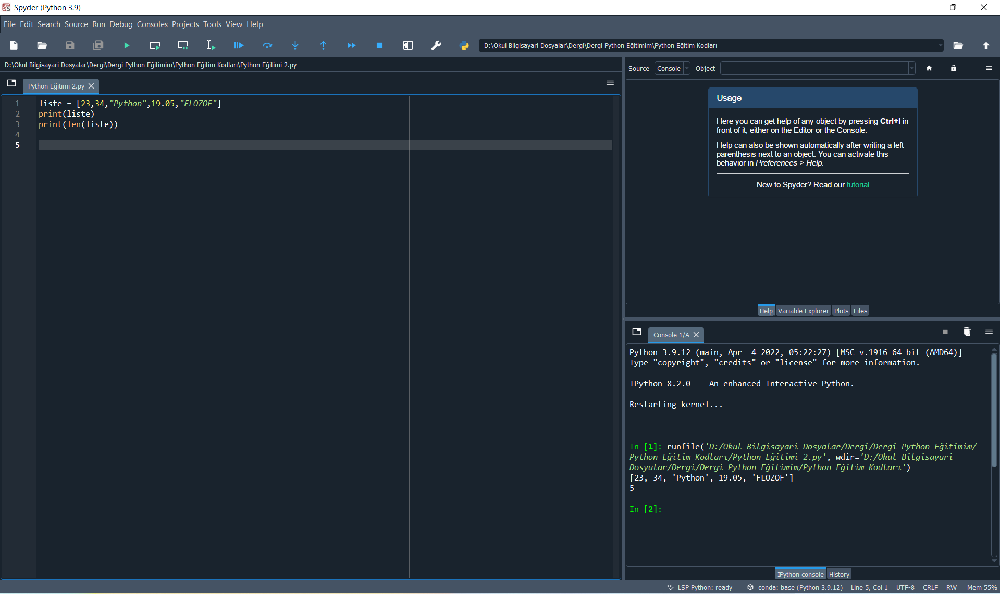 Spyder (Python 3.9)
File Edit Search Source Run Debug Consoles Projects Tools View Help
D:\Okul Bilgisayari Dosyalar\Dergi\Dergi Python Eğitimim\Python Eğitim Kodları
D:\Okul Bilgisayari Dosyalar\Dergi\Dergi Python Eğitimim\Python Eğitim Kodları\Python Eğitimi 2.py
Python Eğitimi 2.py
1 liste = [23,34,"Python",19.05,"FLOZOF"]
2 print(liste)
3 print(len(liste))
4
5
Source Console Object
Usage
Here you can get help of any object by pressing Ctrl+I in
front of it, either on the Editor or the Console.
Help can also be shown automatically after writing a left
parenthesis next to an object. You can activate this
behavior in Preferences > Help.
New to Spyder? Read our tutorial
Help Variable Explorer Plots Files
Console 1/A
Python 3.9.12 (main, Apr  4 2022, 05:22:27) [MSC v.1916 64 bit (AMD64)]
Type "copyright", "credits" or "license" for more information.
IPython 8.2.0 -- An enhanced Interactive Python.
Restarting kernel...
In [1]: runfile('D:/Okul Bilgisayari Dosyalar/Dergi/Dergi Python Eğitimim/
Python Eğitim Kodları/Python Eğitimi 2.py', wdir='D:/Okul Bilgisayari
Dosyalar/Dergi/Dergi Python Eğitimim/Python Eğitim Kodları')
[23, 34, 'Python', 19.05, 'FLOZOF']
5
In [2]:
IPython console History
LSP Python: ready conda: base (Python 3.9.12) Line 5, Col 1 UTF-8 CRLF RW Mem 55%